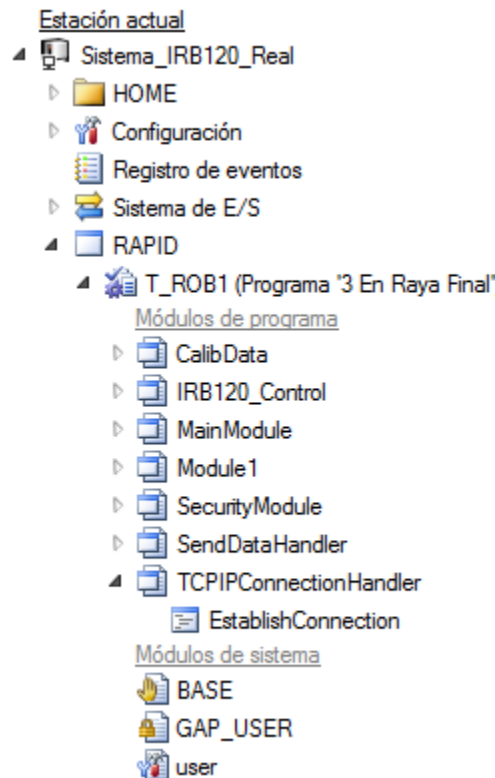 Estación actual
Sistema_IRB120_Real
HOME
Configuración
Registro de eventos
Sistema de E/S
RAPID
T_ROB1 (Programa '3 En Raya Final'
Módulos de programa
CalibData
IRB120_Control
MainModule
Module1
SecurityModule
SendDataHandler
TCPIPConnectionHandler
EstablishConnection
Módulos de sistema
BASE
GAP_USER
user